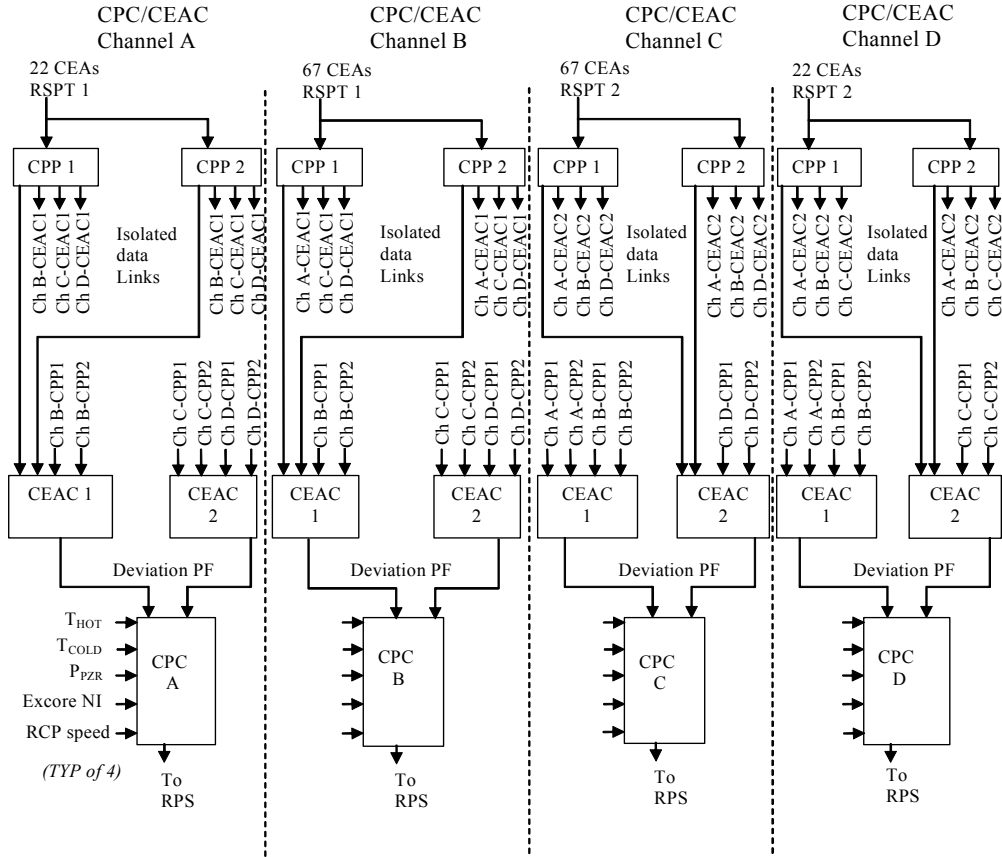 CPC/CEAC
Channel A
CPC/CEAC
Channel B
CPC/CEAC
Channel C
CPC/CEAC
Channel D
22 CEAs
RSPT 1
67 CEAs
RSPT 1
67 CEAs
RSPT 2
22 CEAs
RSPT 2
CPP 1
CPP 2
CPP 1
CPP 2
CPP 1
CPP 2
CPP 1
CPP 2
Ch B-CEAC1
Ch C-CEAC1
Ch D-CEAC1
Isolated
data
Links
Ch B-CEAC1
Ch C-CEAC1
Ch D-CEAC1
Ch A-CEAC1
Ch C-CEAC1
Ch D-CEAC1
Isolated
data
Links
Ch A-CEAC1
Ch C-CEAC1
Ch D-CEAC1
Ch A-CEAC2
Ch B-CEAC2
Ch D-CEAC2
Isolated
data
Links
Ch A-CEAC2
Ch B-CEAC2
Ch D-CEAC2
Ch A-CEAC2
Ch B-CEAC2
Ch C-CEAC2
Isolated
data
Links
Ch A-CEAC2
Ch B-CEAC2
Ch C-CEAC2
Ch B-CPP1
Ch B-CPP2
Ch C-CPP1
Ch C-CPP2
Ch D-CPP1
Ch D-CPP2
Ch B-CPP1
Ch B-CPP2
Ch C-CPP1
Ch C-CPP2
Ch D-CPP1
Ch D-CPP2
Ch A-CPP1
Ch A-CPP2
Ch B-CPP1
Ch B-CPP2
Ch D-CPP1
Ch D-CPP2
Ch A-CPP1
Ch A-CPP2
Ch B-CPP1
Ch B-CPP2
Ch C-CPP1
Ch C-CPP2
CEAC 1
CEAC
2
CEAC
1
CEAC
2
CEAC
1
CEAC
2
CEAC
1
CEAC
2
Deviation PF
Deviation PF
Deviation PF
Deviation PF
THOT
TCOLD
PPZR
Excore NI
RCP speed
(TYP of 4)
CPC
A
CPC
B
CPC
C
CPC
D
To
RPS
To
RPS
To
RPS
To
RPS